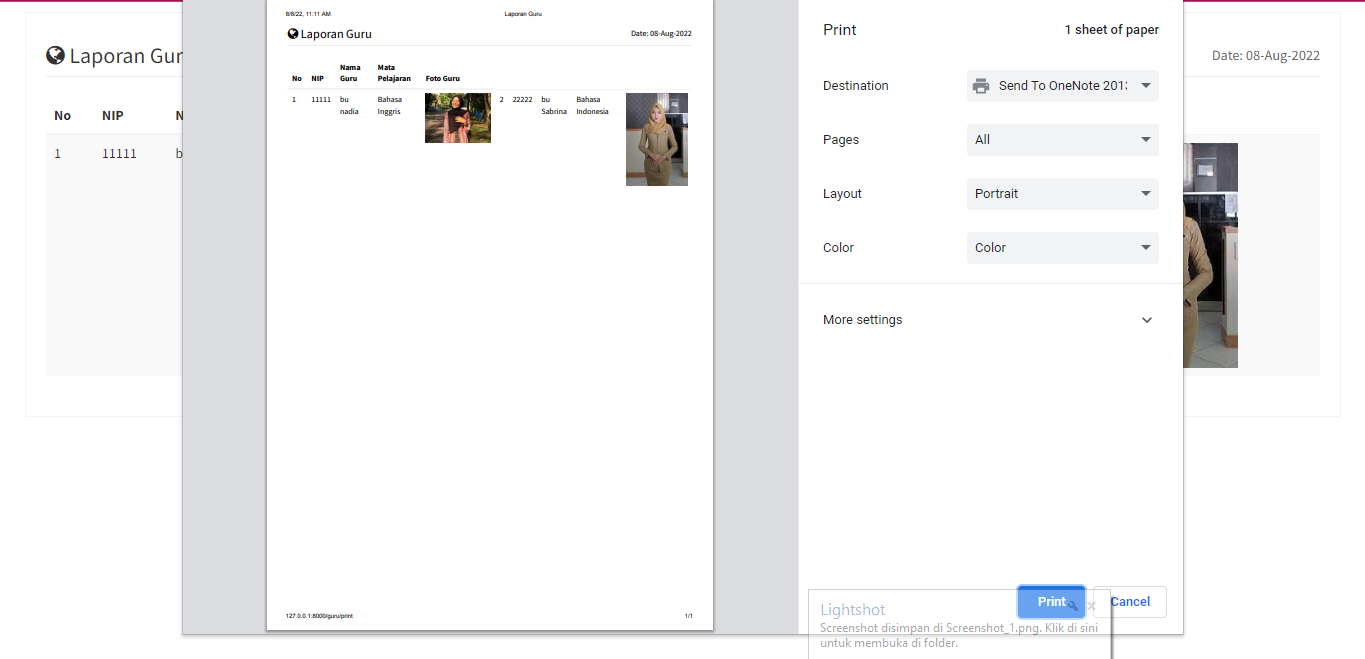 8/8/22, 11:11 AM Laporan Guru
Laporan Guru Date: 08-Aug-2022
No NIP Nama Guru Mata Pelajaran Foto Guru
1 11111 bu nadia Bahasa Inggris 2 22222 bu Sabrina Bahasa Indonesia
127.0.0.1:8000/guru/print 1/1
Laporan Gur
Date: 08-Aug-2022
No NIP N
1 11111 b
Print 1 sheet of paper
Destination Send To OneNote 2013
Pages All
Layout Portrait
Color Color
More settings
Print Cancel
Lightshot
Screenshot disimpan di Screenshot_1.png. Klik di sini
untuk membuka di folder.